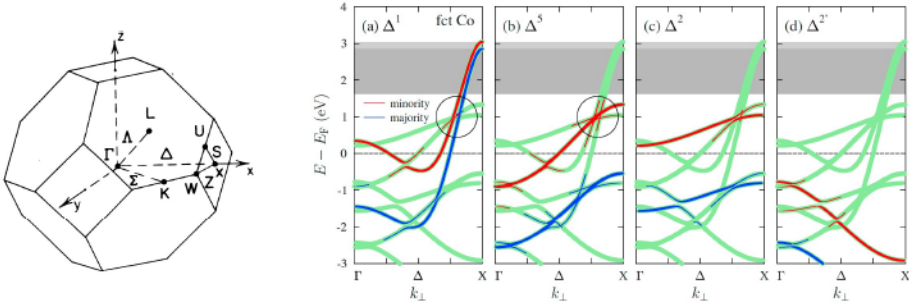 z
L
U
Λ
Γ
Δ
S
x
X
Σ
K
W
Z
y
(a) Δ¹ fct Co
(b) Δ⁵
(c) Δ²
(d) Δ²'
4
3
2
1
0
-1
-2
-3
E − E_F (eV)
minority
majority
Γ Δ X
Γ Δ X
Γ Δ X
Γ Δ X
k⊥
k⊥
k⊥
k⊥